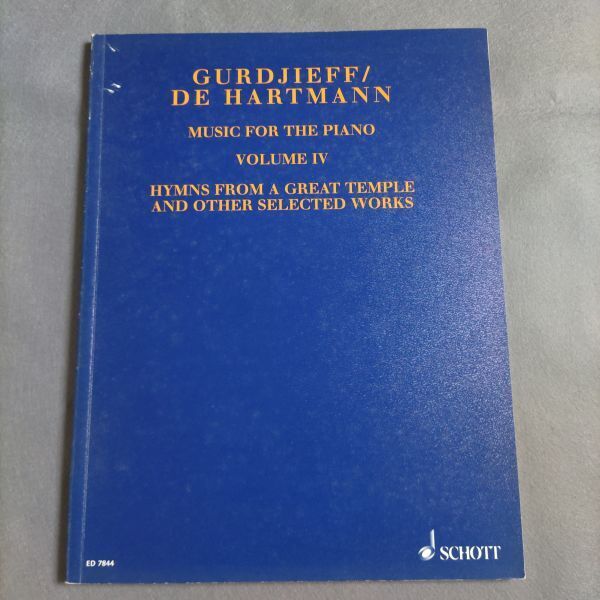 GURDJIEFF/
DE HARTMANN
MUSIC FOR THE PIANO
VOLUME IV
HYMNS FROM A GREAT TEMPLE
AND OTHER SELECTED WORKS
ED 7844
SCHOTT